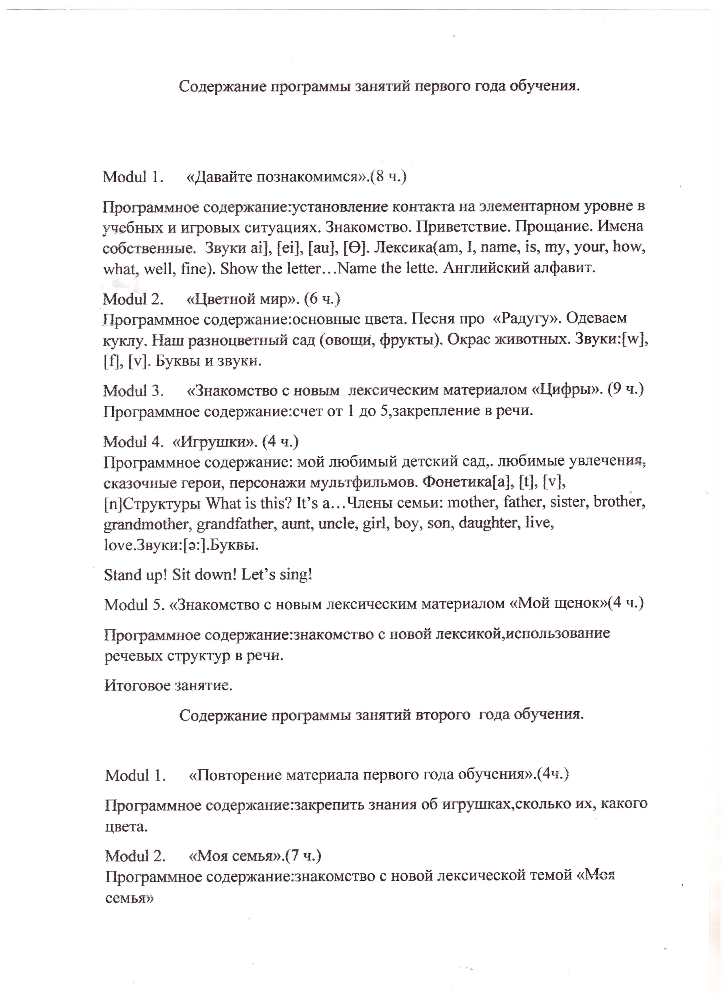 Содержание программы занятий первого года обучения.
Modul 1. «Давайте познакомимся».(8 ч.)
Программное содержание:установление контакта на элементарном уровне в
учебных и игровых ситуациях. Знакомство. Приветствие. Прощание. Имена
собственные. Звуки ai], [ei], [au], [Ө]. Лексика(am, I, name, is, my, your, how,
what, well, fine). Show the letter…Name the lette. Английский алфавит.
Modul 2. «Цветной мир». (6 ч.)
Программное содержание:основные цвета. Песня про «Радугу». Одеваем
куклу. Наш разноцветный сад (овощи, фрукты). Окрас животных. Звуки:[w],
[f], [v]. Буквы и звуки.
Modul 3. «Знакомство с новым лексическим материалом «Цифры». (9 ч.)
Программное содержание:счет от 1 до 5,закрепление в речи.
Modul 4. «Игрушки». (4 ч.)
Программное содержание: мой любимый детский сад,. любимые увлечения,
сказочные герои, персонажи мультфильмов. Фонетика[a], [t], [v],
[n]Структуры What is this? It’s a…Члены семьи: mother, father, sister, brother,
grandmother, grandfather, aunt, uncle, girl, boy, son, daughter, live,
love.Звуки:[ə:].Буквы.
Stand up! Sit down! Let’s sing!
Modul 5. «Знакомство с новым лексическим материалом «Мой щенок»(4 ч.)
Программное содержание:знакомство с новой лексикой,использование
речевых структур в речи.
Итоговое занятие.
Содержание программы занятий второго года обучения.
Modul 1. «Повторение материала первого года обучения».(4ч.)
Программное содержание:закрепить знания об игрушках,сколько их, какого
цвета.
Modul 2. «Моя семья».(7 ч.)
Программное содержание:знакомство с новой лексической темой «Моя
семья»